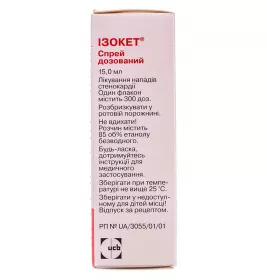 ІЗОКЕТ®
Спрей
дозований
15,0 мл
Лікування нападів
стенокардії
Один флакон
містить 300 доз.
Розбризкувати у
ротовій порожнині.
Не вдихати!
Розчин містить
85 об% етанолу
безводного.
Будь-ласка,
дотримуйтесь
інструкції для
медичного
застосування.
Зберігати при темпе-
ратурі не вище 25˚C.
Зберігати у недоступ-
ному для дітей місці!
Відпуск за рецептом.
РП № UA/3055/01/01
ucb